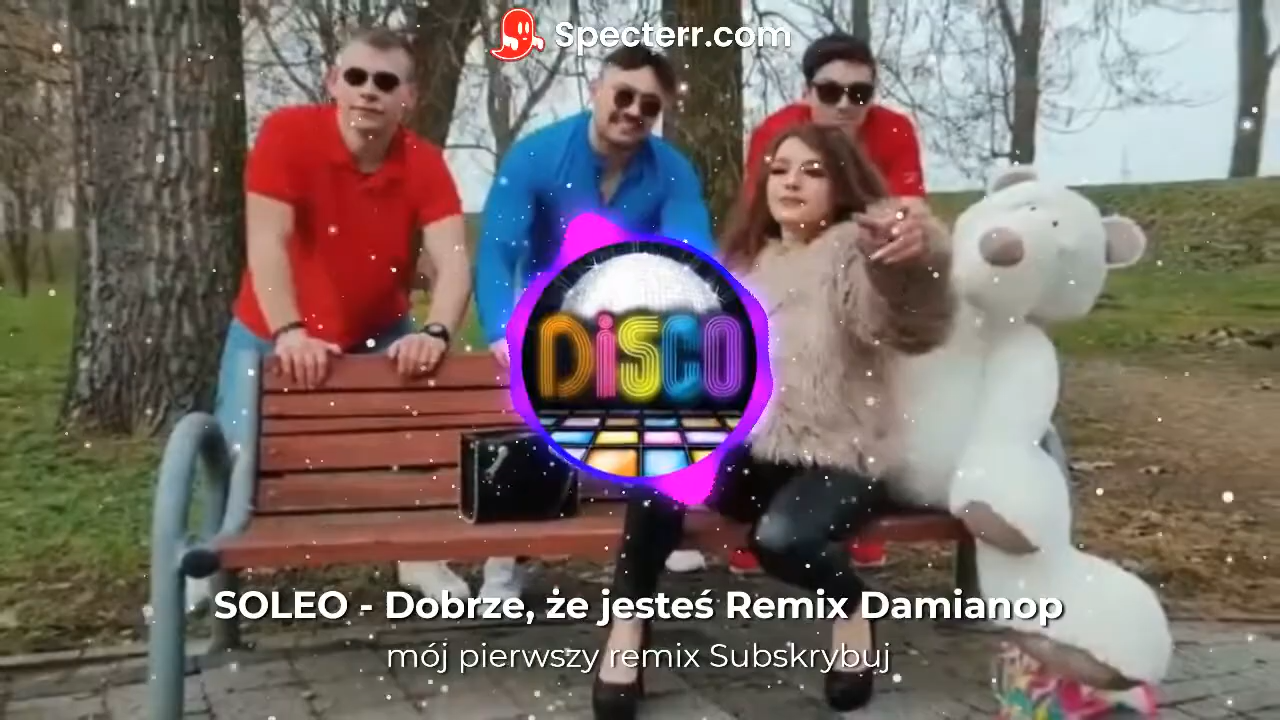 Specterr.com
DiSCO
SOLEO - Dobrze, że jesteś Remix Damianop
mój pierwszy remix Subskrybuj